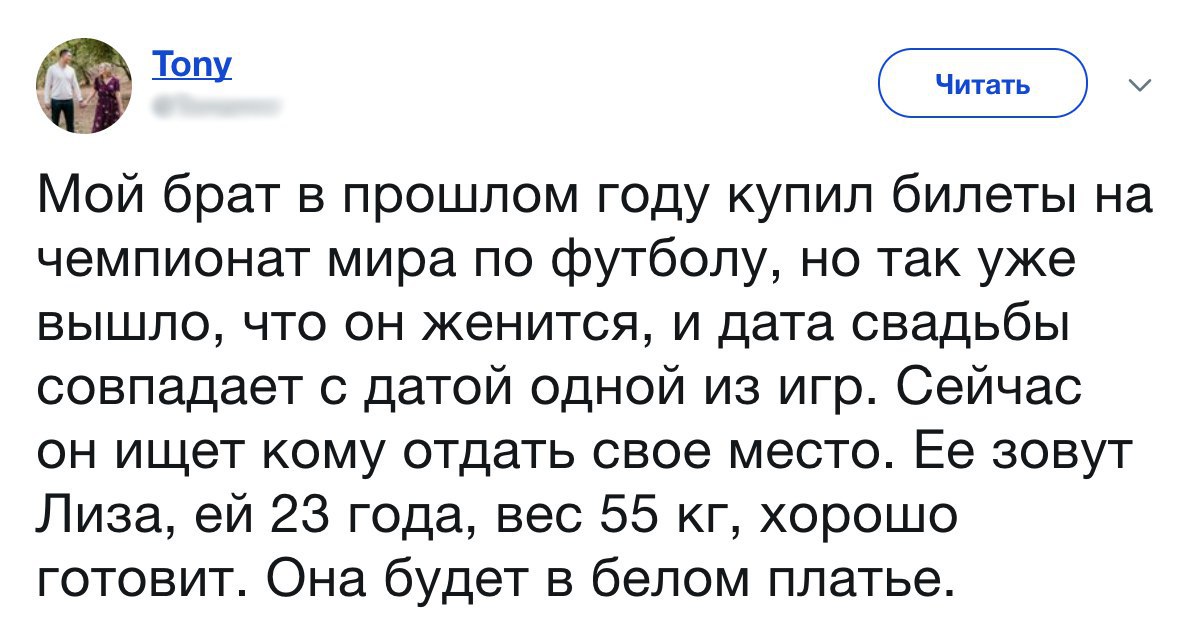 Tony
Читать
Мой брат в прошлом году купил билеты на
чемпионат мира по футболу, но так уже
вышло, что он женится, и дата свадьбы
совпадает с датой одной из игр. Сейчас
он ищет кому отдать свое место. Ее зовут
Лиза, ей 23 года, вес 55 кг, хорошо
готовит. Она будет в белом платье.